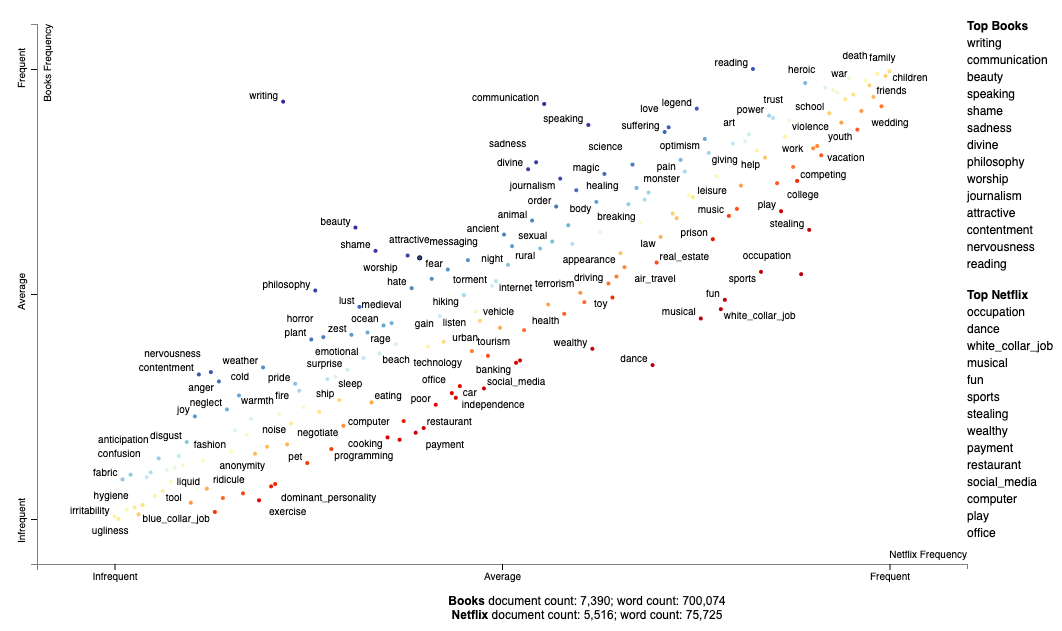 Books Frequency
Frequent
Average
Infrequent
Infrequent
Average
Frequent
Netflix Frequency
death family
reading
heroic
war
children
friends
writing
communication
legend
love
trust
power
school
speaking
suffering
art
violence
wedding
youth
sadness
science
optimism
work
divine
magic
pain
giving
help
vacation
journalism
healing
monster
leisure
competing
college
order
body
breaking
music
play
animal
stealing
beauty
ancient
sexual
prison
shame
attractive
messaging
law
worship
fear
night
rural
appearance
real_estate
occupation
philosophy
hate
torment
internet
terrorism
driving
air_travel
sports
lust
medieval
hiking
vehicle
toy
fun
horror
ocean
gain
listen
health
musical
white_collar_job
plant
zest
rage
urban
tourism
wealthy
nervousness
emotional
beach
technology
dance
contentment
weather
surprise
banking
anger
cold
pride
sleep
office
social_media
neglect
warmth
fire
ship
eating
poor
car
independence
joy
noise
negotiate
computer
restaurant
anticipation
disgust
fashion
cooking
payment
confusion
anonymity
pet
programming
fabric
liquid
ridicule
hygiene
tool
dominant_personality
irritability
blue_collar_job
exercise
ugliness
Top Books
writing
communication
beauty
speaking
shame
sadness
divine
philosophy
worship
journalism
attractive
contentment
nervousness
reading
Top Netflix
occupation
dance
white_collar_job
musical
fun
sports
stealing
wealthy
payment
restaurant
social_media
computer
play
office
Books document count: 7,390; word count: 700,074
Netflix document count: 5,516; word count: 75,725